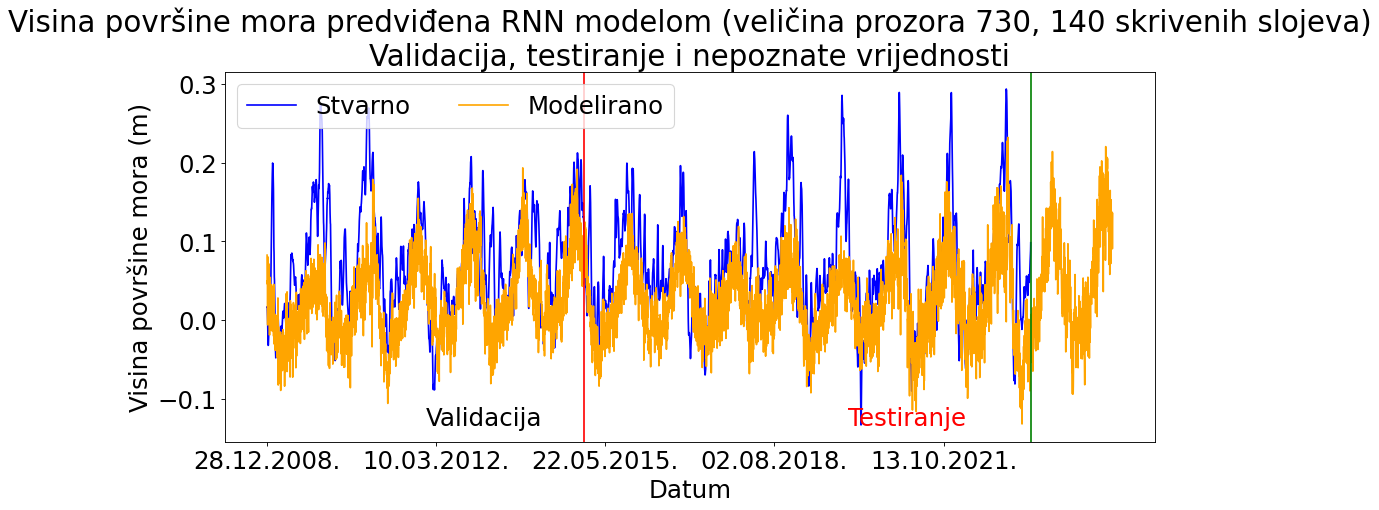 Visina površine mora predviđena RNN modelom (veličina prozora 730, 140 skrivenih slojeva)
Validacija, testiranje i nepoznate vrijednosti
Stvarno
Modelirano
Visina površine mora (m)
0.3
0.2
0.1
0.0
−0.1
Validacija
Testiranje
28.12.2008.
10.03.2012.
22.05.2015.
02.08.2018.
13.10.2021.
Datum